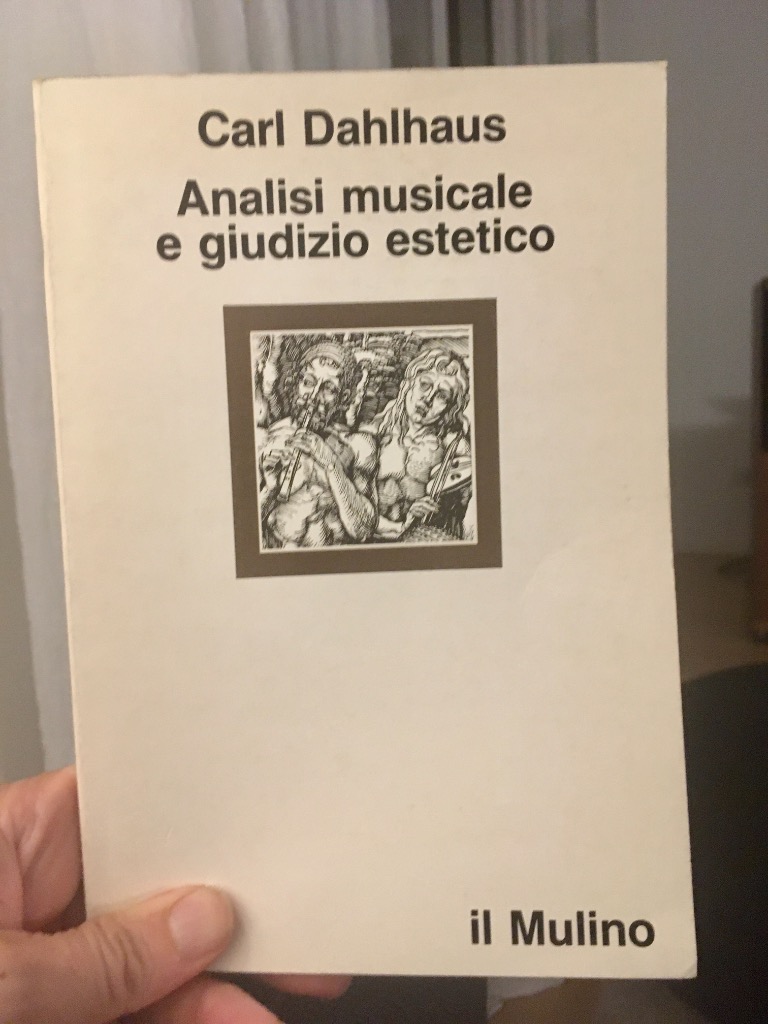 Carl Dahlhaus
Analisi musicale
e giudizio estetico
il Mulino